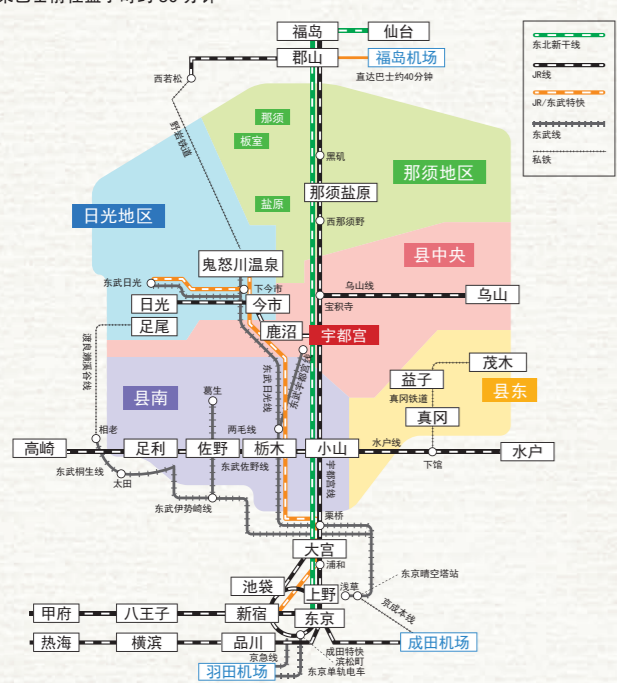 福岛
仙台
郡山
福岛机场
直达巴士约40分钟
东北新干线
JR线
JR/东武特快
东武线
私铁
西若松
野岩铁道
那须
板室
盐原
黑矶
那须地区
那须盐原
西那须野
日光地区
县中央
鬼怒川温泉
东武日光
下今市
日光
今市
乌山线
宝积寺
乌山
足尾
鹿沼
宇都宫
渡良濑溪谷线
东武日光线
东武宇都宫线
茂木
益子
真冈铁道
县东
真冈
县南
葛生
相老
两毛线
高崎
足利
佐野
栃木
小山
水户线
水户
下馆
东武桐生线
太田
东武佐野线
东武伊势崎线
宇都宫线
栗桥
大宫
浦和
池袋
上野
浅草
东京晴空塔站
京成本线
甲府
八王子
新宿
东京
热海
横滨
品川
成田机场
京急线
成田特快
滨松町
东京单轨电车
羽田机场